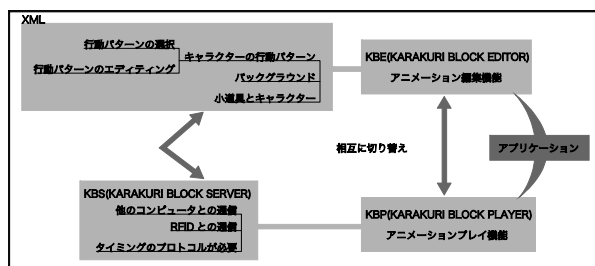 XML
行動パターンの選択
キャラクターの行動パターン
行動パターンのエディティング
バックグラウンド
小道具とキャラクター
KBE(KARAKURI BLOCK EDITOR)
アニメーション編集機能
相互に切り替え
アプリケーション
KBS(KARAKURI BLOCK SERVER)
他のコンピュータとの通信
RFID との通信
タイミングのプロトコルが必要
KBP(KARAKURI BLOCK PLAYER)
アニメーションプレイ機能